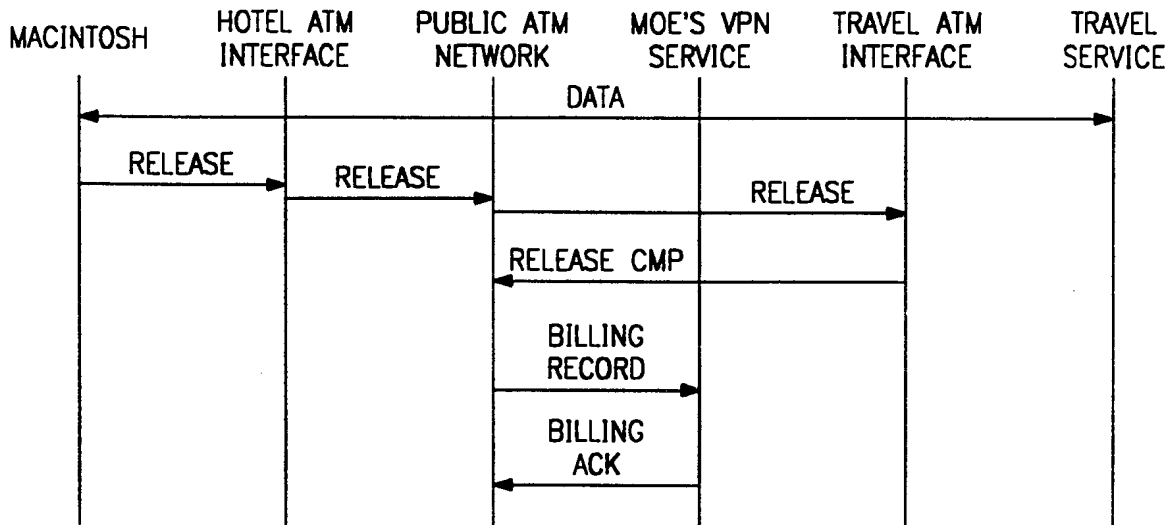 MACINTOSH
HOTEL ATM
INTERFACE
PUBLIC ATM
NETWORK
MOE'S VPN
SERVICE
TRAVEL ATM
INTERFACE
TRAVEL
SERVICE
DATA
RELEASE
RELEASE
RELEASE
RELEASE CMP
BILLING
RECORD
BILLING
ACK